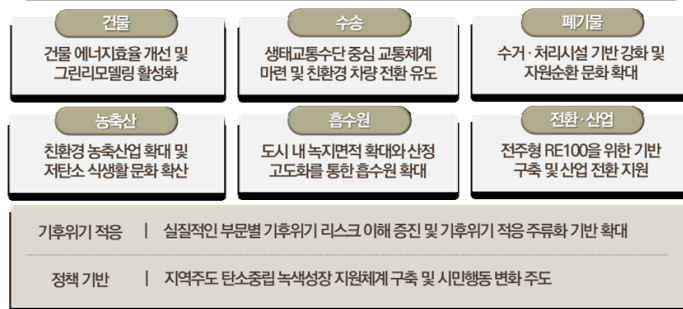 건물
건물 에너지효율 개선 및
그린리모델링 활성화
수송
생태교통수단 중심 교통체계
마련 및 친환경 차량 전환 유도
폐기물
수거·처리시설 기반 강화 및
자원순환 문화 확대
농축산
친환경 농축산업 확대 및
저탄소 식생활 문화 확산
흡수원
도시 내 녹지면적 확대와 산정
고도화를 통한 흡수원 확대
전환·산업
전주형 RE100을 위한 기반
구축 및 산업 전환 지원
기후위기 적응 | 실질적인 부문별 기후위기 리스크 이해 증진 및 기후위기 적응 주류화 기반 확대
정책 기반 | 지역주도 탄소중립 녹색성장 지원체계 구축 및 시민행동 변화 주도